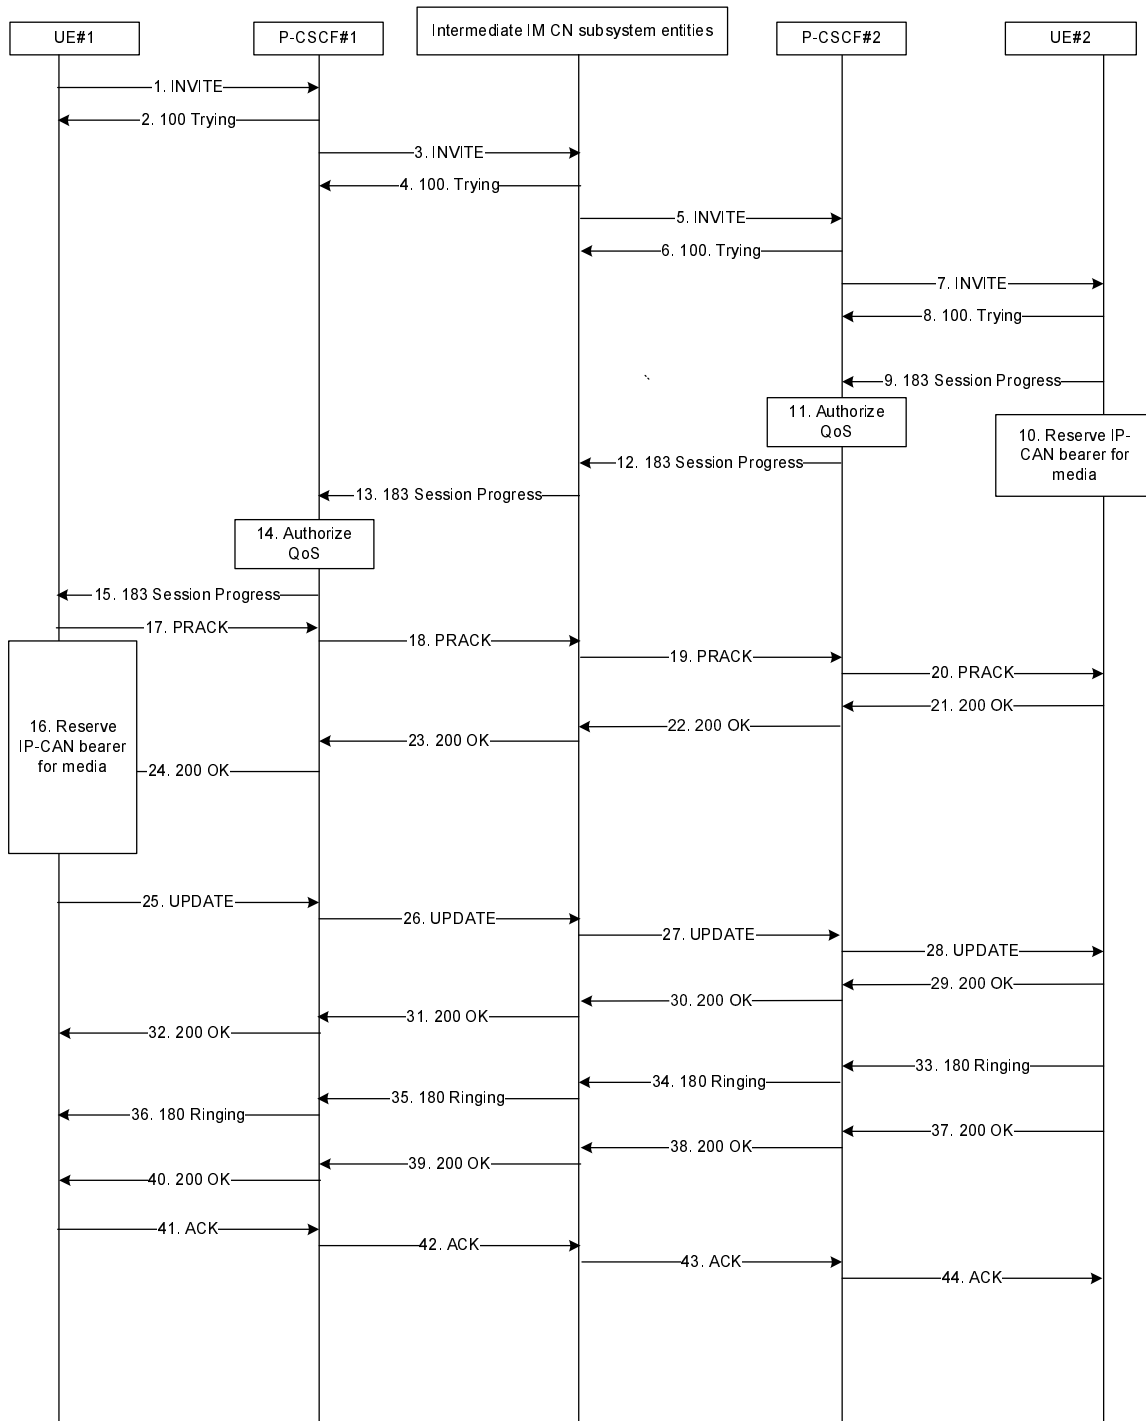 UE#1
P-CSCF#1
Intermediate IM CN subsystem entities
P-CSCF#2
UE#2
1. INVITE
2. 100 Trying
3. INVITE
4. 100. Trying
5. INVITE
6. 100. Trying
7. INVITE
8. 100. Trying
9. 183 Session Progress
11. Authorize
QoS
10. Reserve IP-
CAN bearer for
media
12. 183 Session Progress
13. 183 Session Progress
14. Authorize
QoS
15. 183 Session Progress
17. PRACK
18. PRACK
19. PRACK
20. PRACK
21. 200 OK
22. 200 OK
23. 200 OK
16. Reserve
IP-CAN bearer
for media
24. 200 OK
25. UPDATE
26. UPDATE
27. UPDATE
28. UPDATE
29. 200 OK
30. 200 OK
31. 200 OK
32. 200 OK
33. 180 Ringing
34. 180 Ringing
35. 180 Ringing
36. 180 Ringing
37. 200 OK
38. 200 OK
39. 200 OK
40. 200 OK
41. ACK
42. ACK
43. ACK
44. ACK